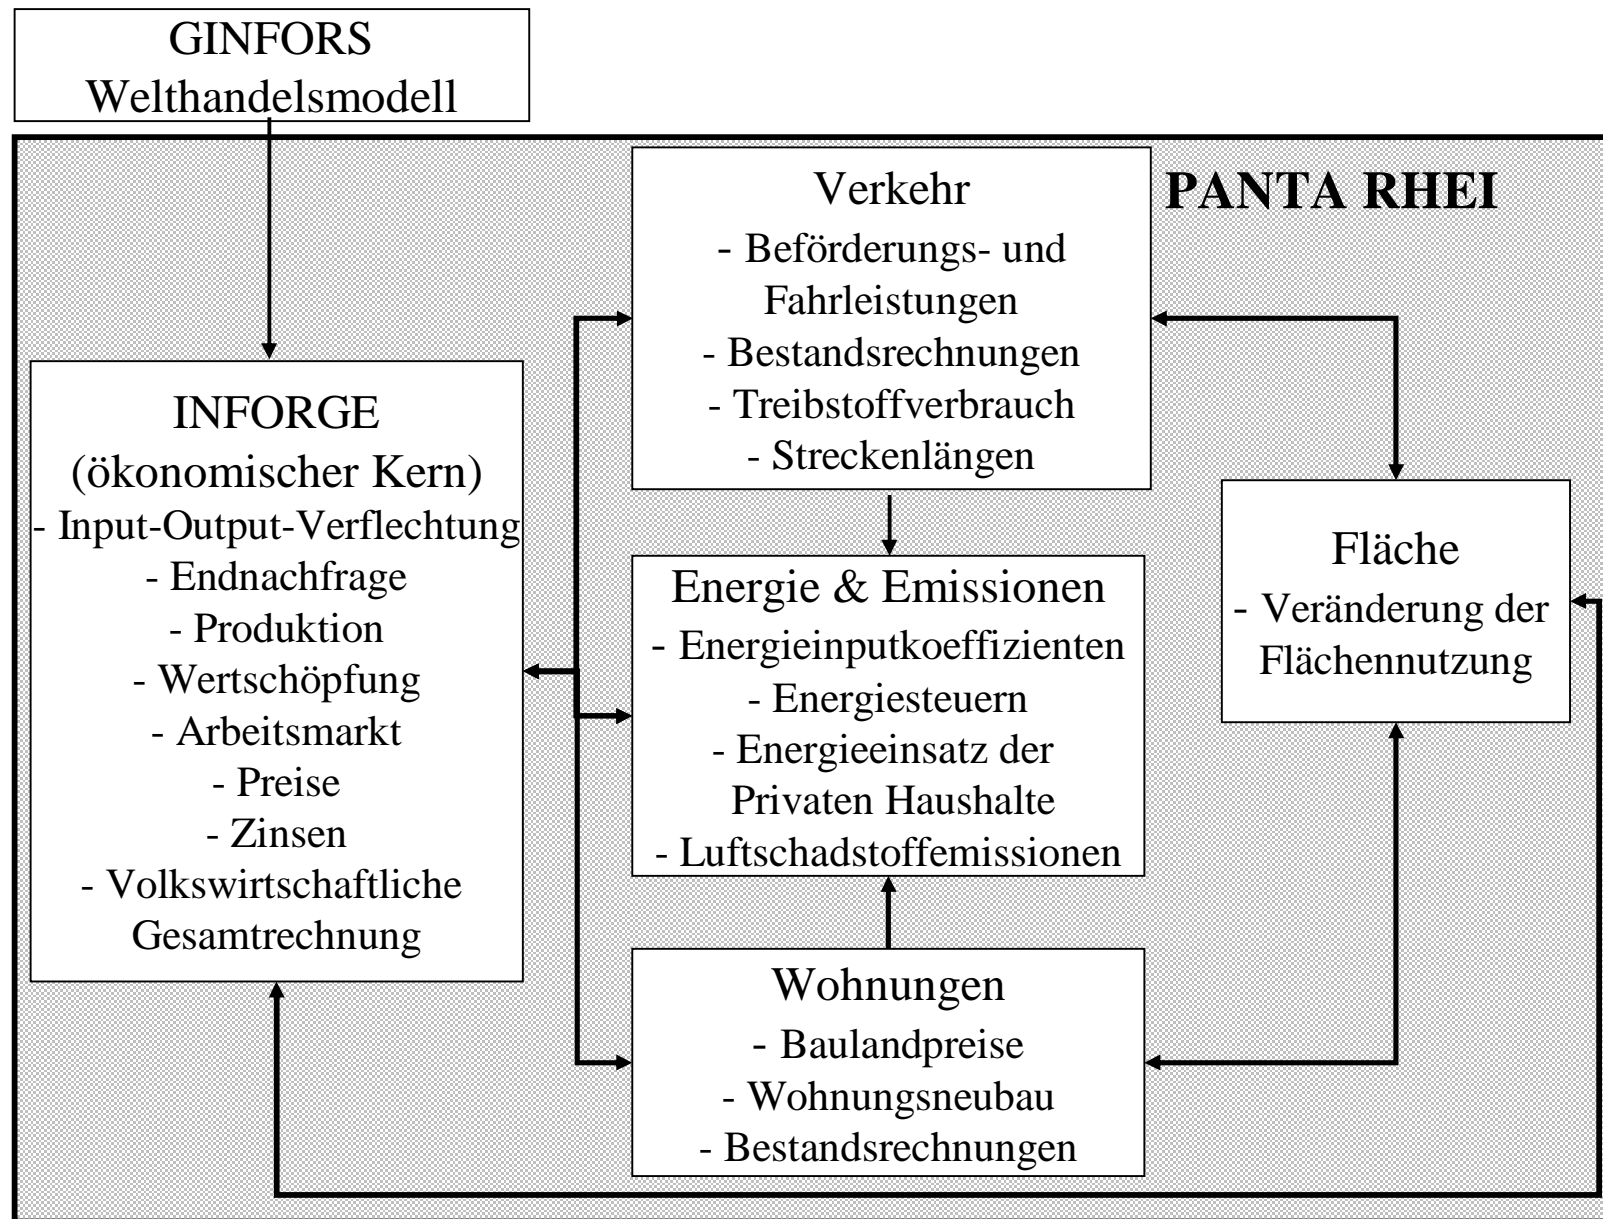 GINFORS
Welthandelsmodell
PANTA RHEI
INFORGE
(ökonomischer Kern)
- Input-Output-Verflechtung
- Endnachfrage
- Produktion
- Wertschöpfung
- Arbeitsmarkt
- Preise
- Zinsen
- Volkswirtschaftliche
Gesamtrechnung
Verkehr
- Beförderungs- und
Fahrleistungen
- Bestandsrechnungen
- Treibstoffverbrauch
- Streckenlängen
Energie & Emissionen
- Energieinputkoeffizienten
- Energiesteuern
- Energieeinsatz der
Privaten Haushalte
- Luftschadstoffemissionen
Wohnungen
- Baulandpreise
- Wohnungsneubau
- Bestandsrechnungen
Fläche
- Veränderung der
Flächennutzung